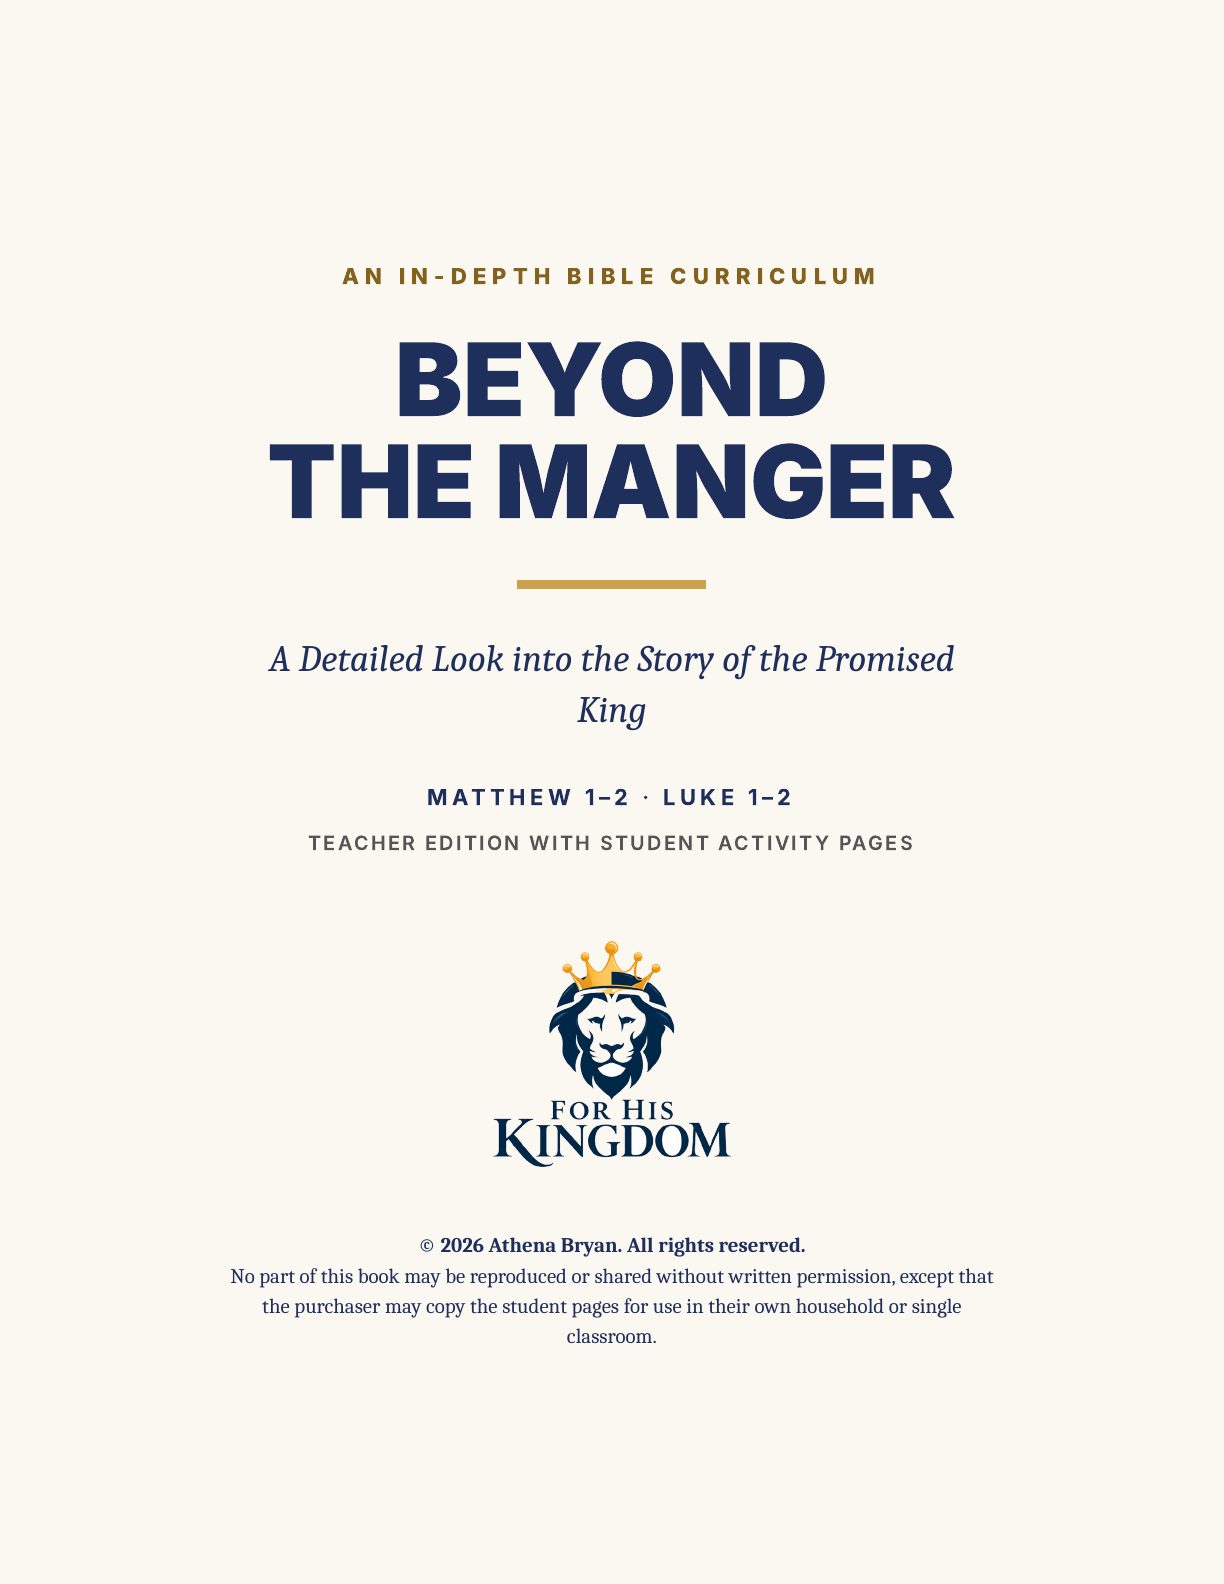 AN IN-DEPTH BIBLE CURRICULUM
BEYOND
THE MANGER
A Detailed Look into the Story of the Promised
King
MATTHEW 1–2 · LUKE 1–2
TEACHER EDITION WITH STUDENT ACTIVITY PAGES
FOR HIS
KINGDOM
© 2026 Athena Bryan. All rights reserved.
No part of this book may be reproduced or shared without written permission, except that
the purchaser may copy the student pages for use in their own household or single
classroom.